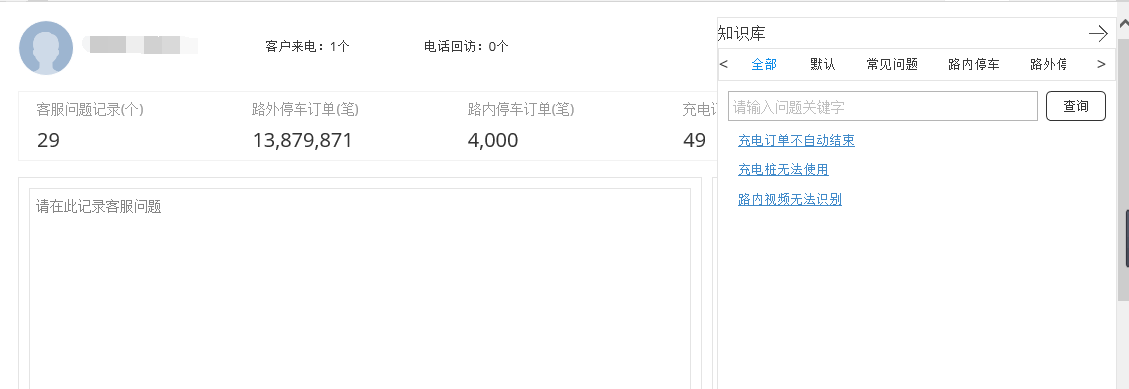 客户来电：1个
电话回访：0个
客服问题记录(个)
路外停车订单(笔)
路内停车订单(笔)
充电
29
13,879,871
4,000
49
请在此记录客服问题
知识库
<
全部
默认
常见问题
路内停车
路外停
>
请输入问题关键字
查询
充电订单不自动结束
充电桩无法使用
路内视频无法识别